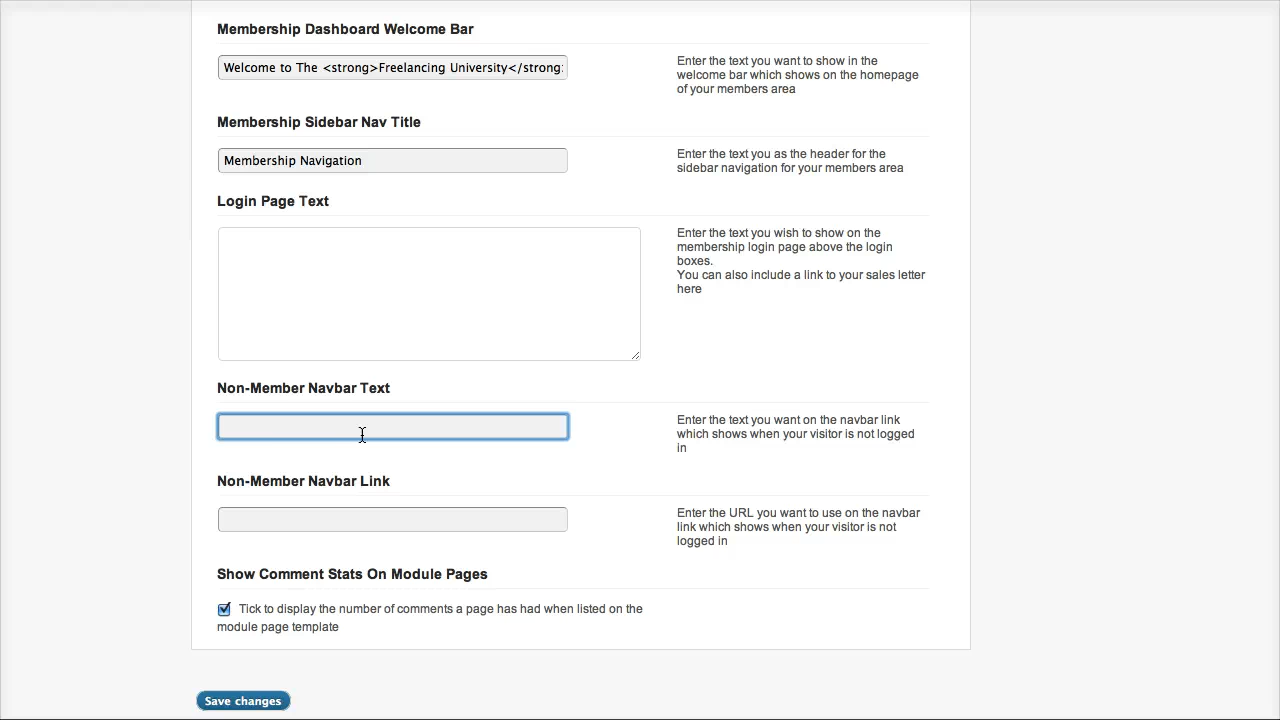 Membership Dashboard Welcome Bar
Welcome to The <strong>Freelancing University</strong:
Enter the text you want to show in the
welcome bar which shows on the homepage
of your members area
Membership Sidebar Nav Title
Membership Navigation
Enter the text you as the header for the
sidebar navigation for your members area
Login Page Text
Enter the text you wish to show on the
membership login page above the login
boxes.
You can also include a link to your sales letter
here
Non-Member Navbar Text
Enter the text you want on the navbar link
which shows when your visitor is not logged
in
Non-Member Navbar Link
Enter the URL you want to use on the navbar
link which shows when your visitor is not
logged in
Show Comment Stats On Module Pages
Tick to display the number of comments a page has had when listed on the
module page template
Save changes